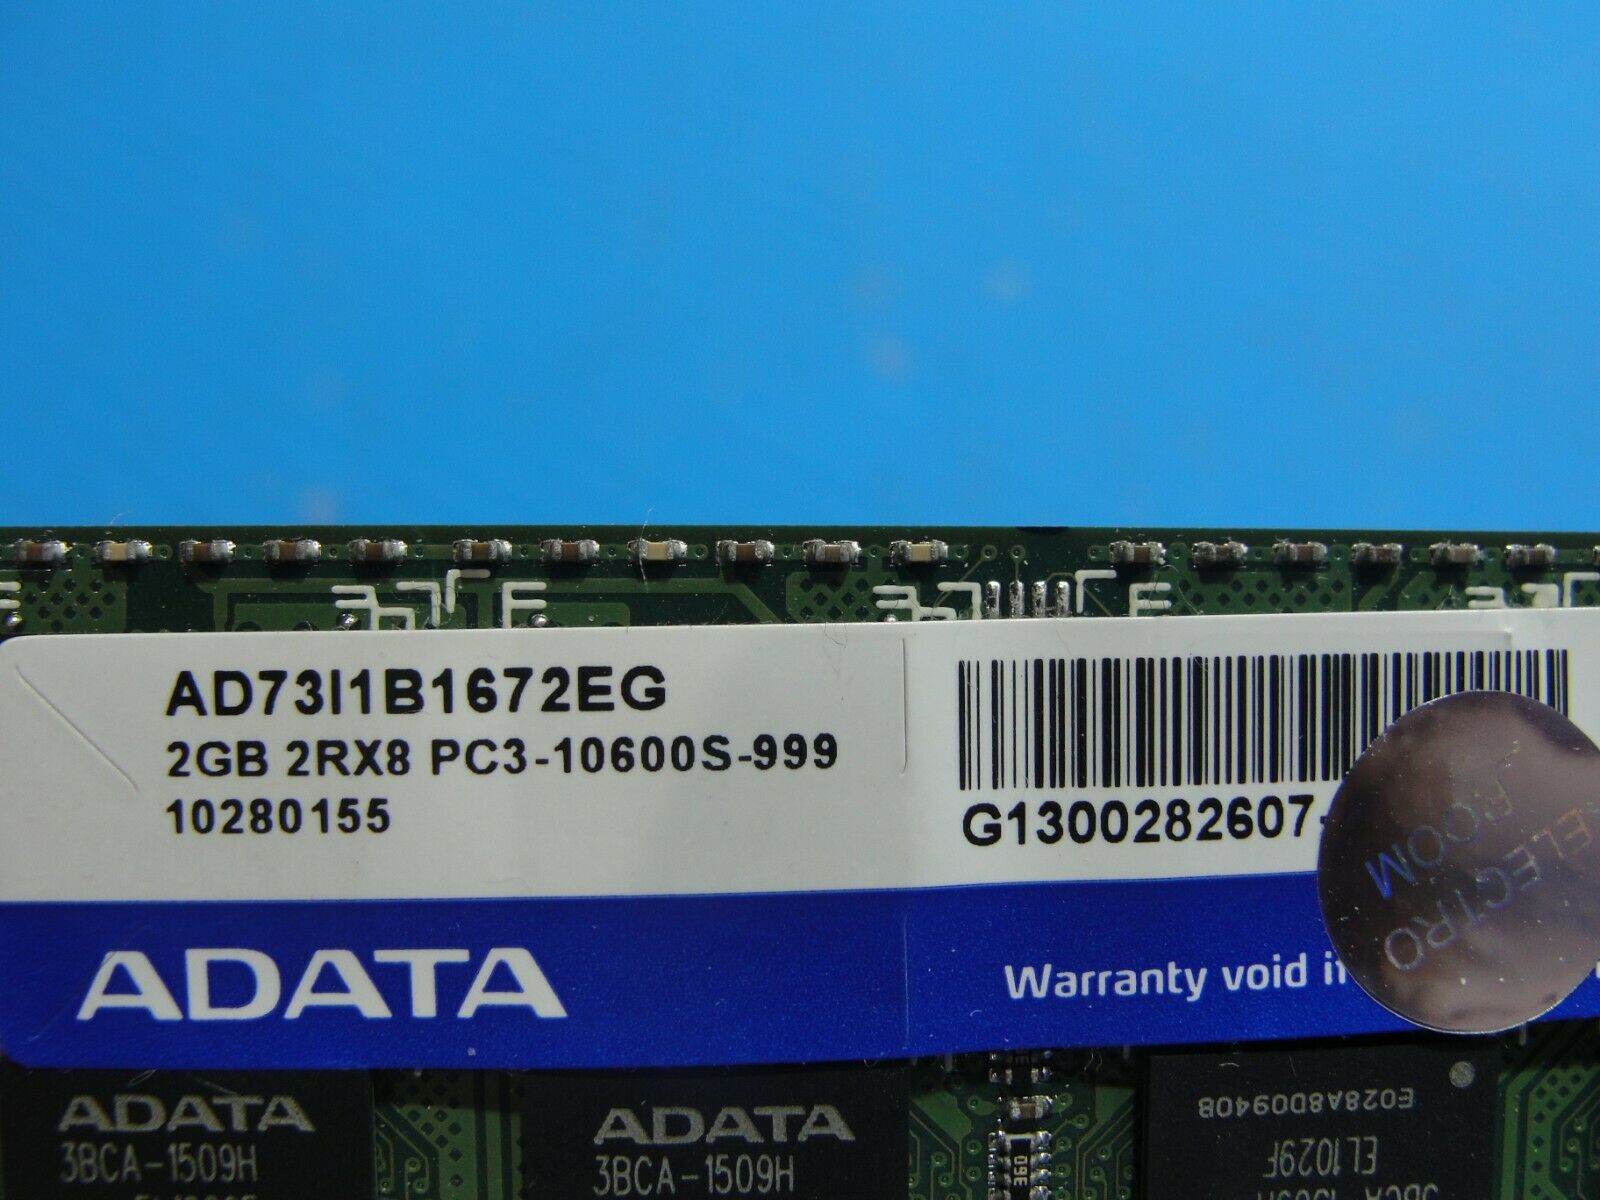 AD73I1B1672EG
2GB 2RX8 PC3-10600S-999
10280155
G1300282607-
ADATA
Warranty void if
ELECTRO
ROOM
ADATA
3BCA-1509H
ADATA
3BCA-1509H
E028A8D0940B
EL1029F